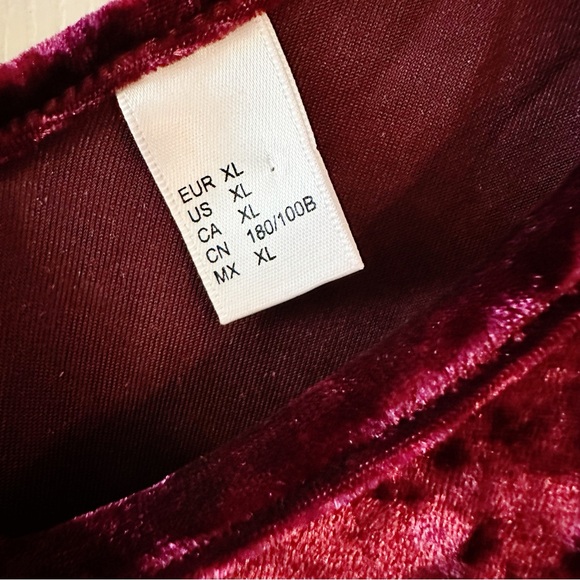 EUR XL
US XL
CA XL
CN 180/100B
MX XL